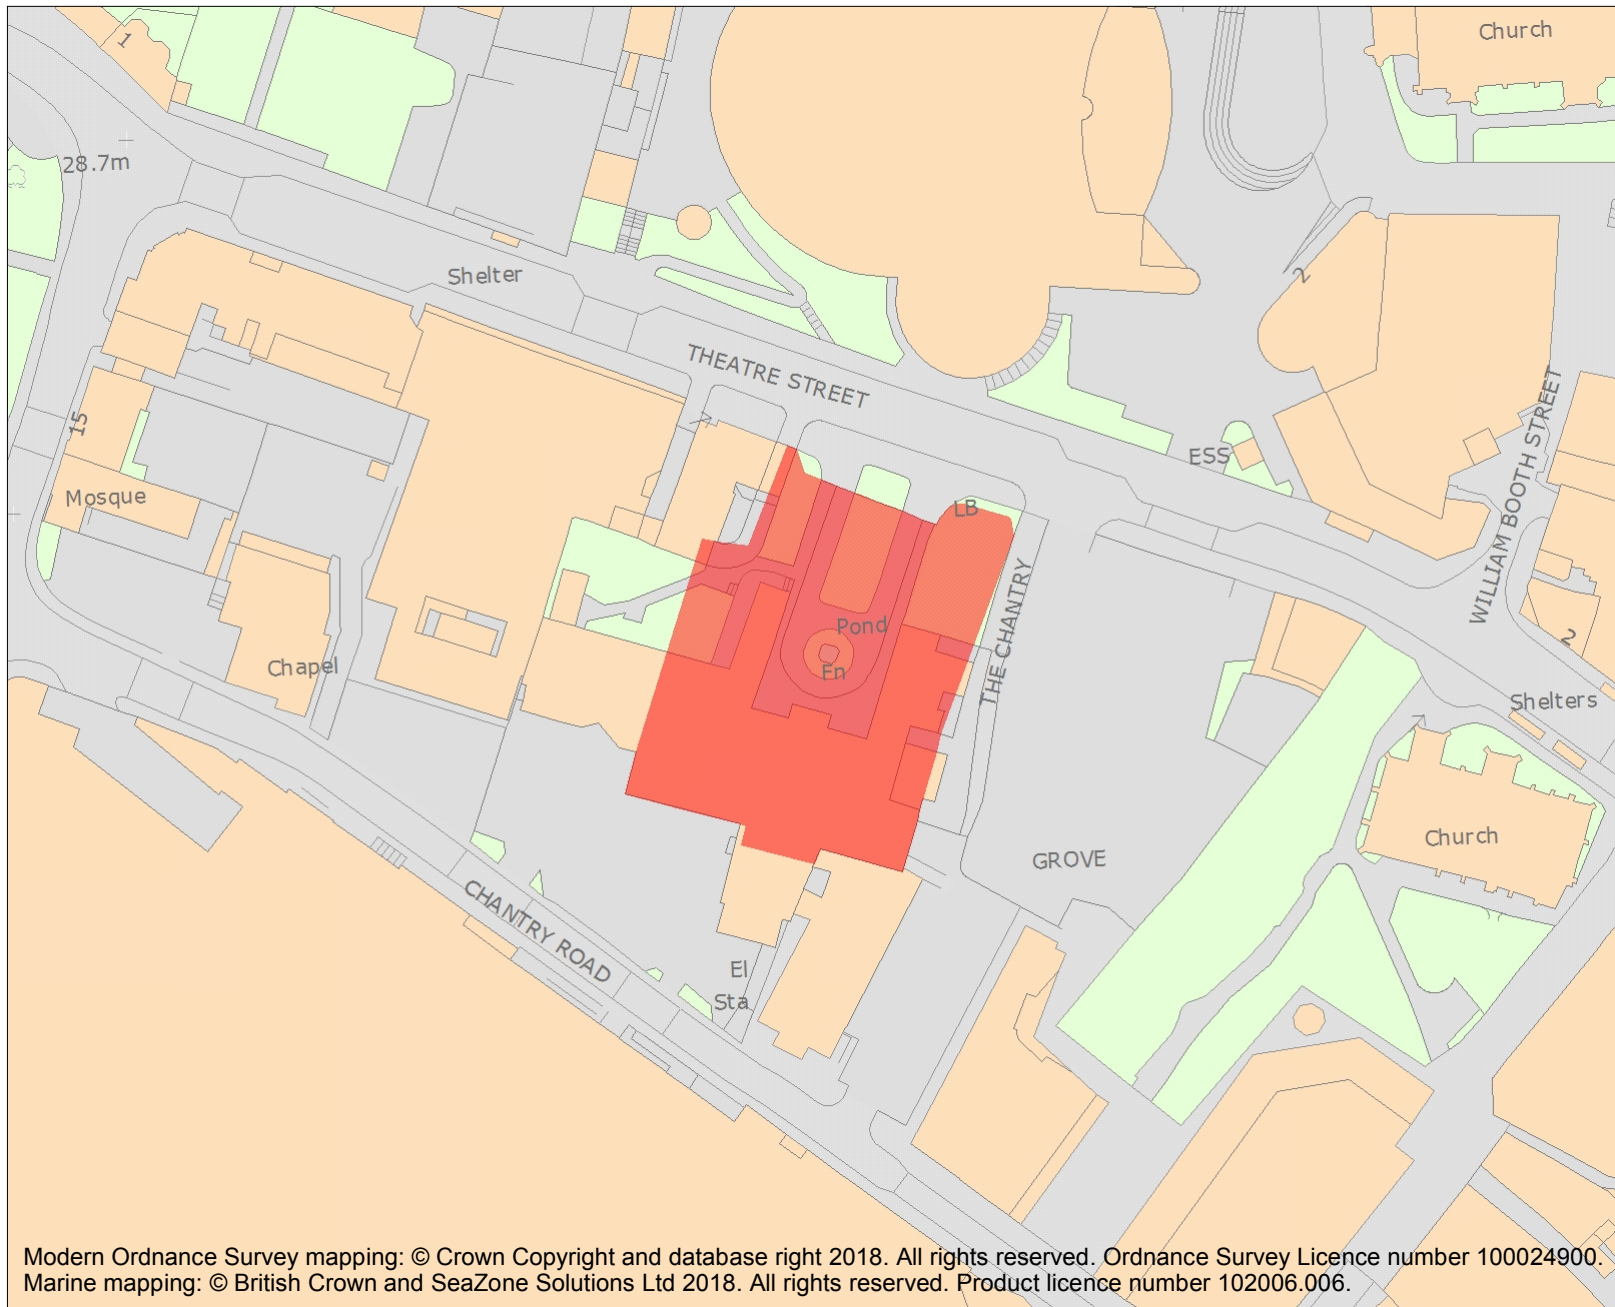 1
Church
28.7m
Shelter
2
THEATRE STREET
15
7
ESS
WILLIAM BOOTH STREET
Mosque
LB
Pond
En
THE CHANTRY
2
Chapel
Shelters
7
Church
GROVE
CHANTRY ROAD
El
Sta
Modern Ordnance Survey mapping: © Crown Copyright and database right 2018. All rights reserved. Ordnance Survey Licence number 100024900.
Marine mapping: © British Crown and SeaZone Solutions Ltd 2018. All rights reserved. Product licence number 102006.006.